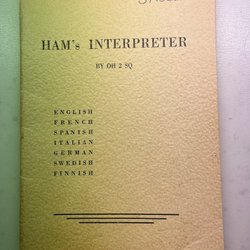 HAM's INTERPRETER
BY OH 2 SQ
ENGLISH
FRENCH
SPANISH
ITALIAN
GERMAN
SWEDISH
FINNISH